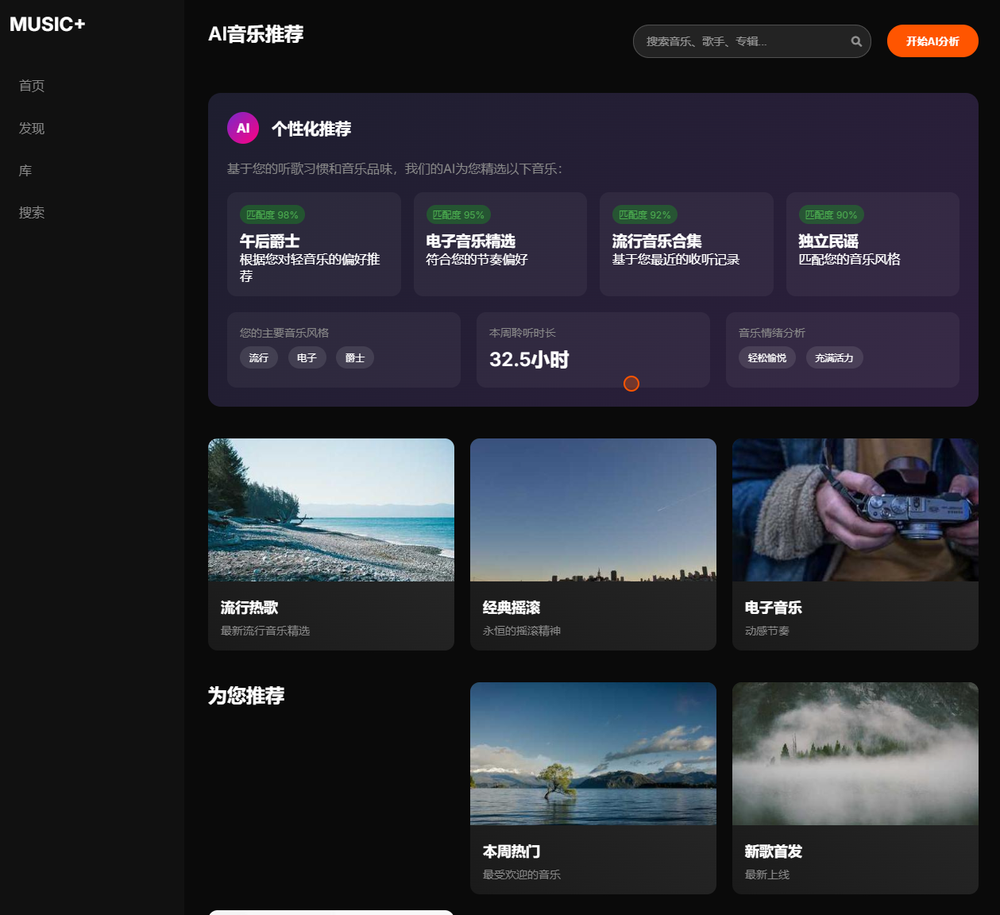 MUSIC+
首页
发现
库
搜索
AI音乐推荐
搜索音乐、歌手、专辑...
开始AI分析
AI
个性化推荐
基于您的听歌习惯和音乐品味，我们的AI为您精选以下音乐：
匹配度 98%
午后爵士
根据您对轻音乐的偏好推
荐
匹配度 95%
电子音乐精选
符合您的节奏偏好
匹配度 92%
流行音乐合集
基于您最近的收听记录
匹配度 90%
独立民谣
匹配您的音乐风格
您的主要音乐风格
流行
电子
爵士
本周聆听时长
32.5小时
音乐情绪分析
轻松愉悦
充满活力
流行热歌
最新流行音乐精选
经典摇滚
永恒的摇滚精神
电子音乐
动感节奏
为您推荐
本周热门
最受欢迎的音乐
新歌首发
最新上线